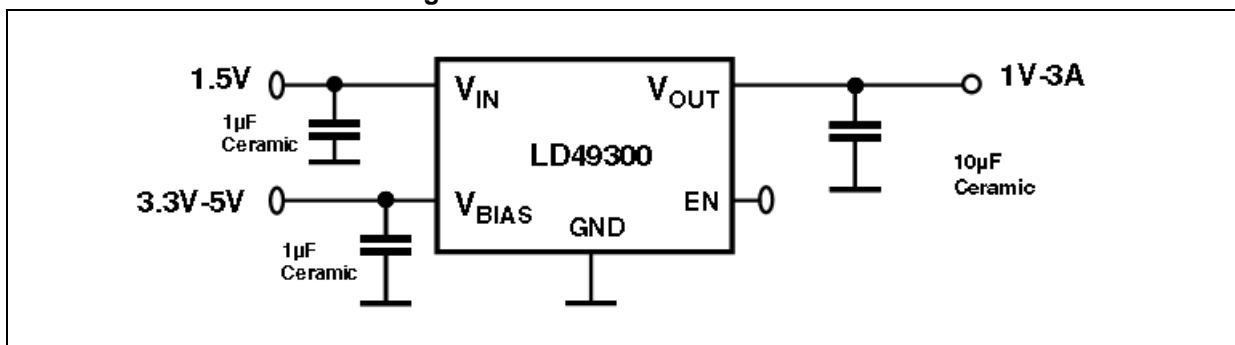 g
1.5V
1µF
Ceramic
3.3V-5V
1µF
Ceramic
VIN
VOUT
LD49300
VBIAS
EN
GND
1V-3A
10µF
Ceramic